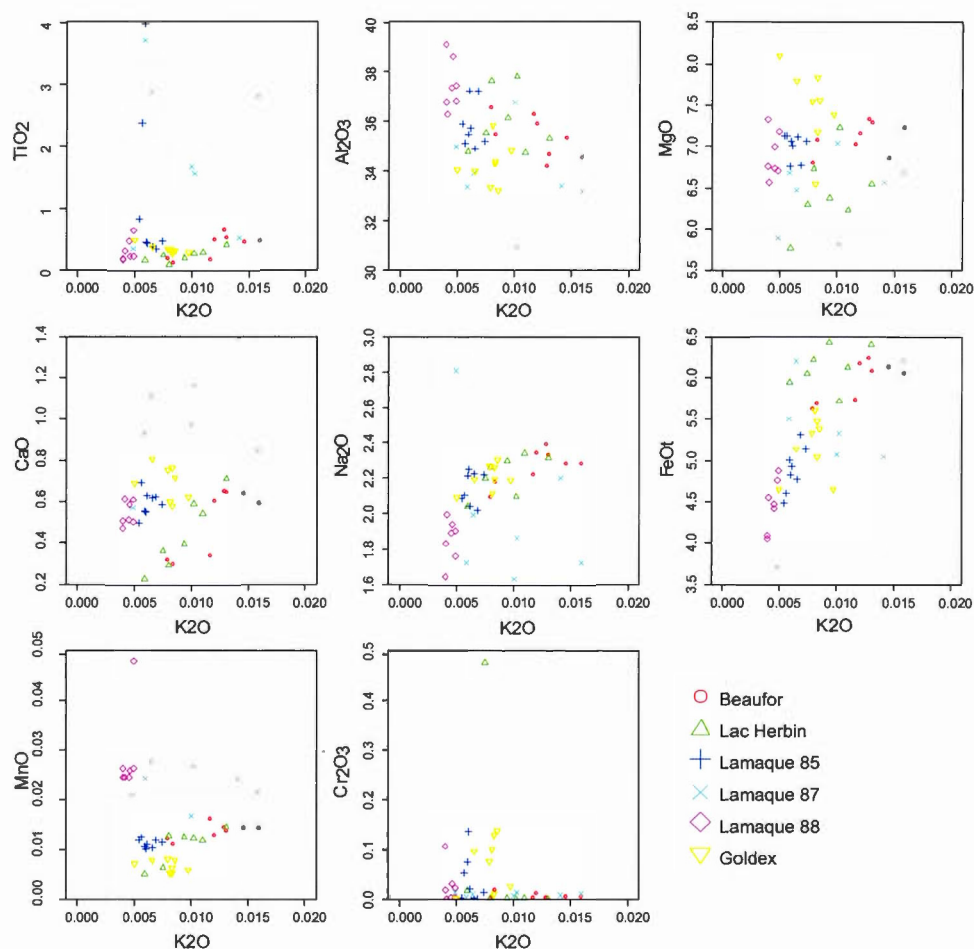 4
3
2
1
0
TiO2
0.000 0.005 0.010 0.015 0.020
K2O
40
38
36
34
32
30
Al2O3
0.000 0.005 0.010 0.015 0.020
K2O
8.5
8.0
7.5
7.0
6.5
6.0
5.5
MgO
0.000 0.005 0.010 0.015 0.020
K2O
1.4
1.2
1.0
0.8
0.6
0.4
0.2
CaO
0.000 0.005 0.010 0.015 0.020
K2O
3.0
2.8
2.6
2.4
2.2
2.0
1.8
1.6
Na2O
0.000 0.005 0.010 0.015 0.020
K2O
6.5
6.0
5.5
5.0
4.5
4.0
3.5
FeOt
0.000 0.005 0.010 0.015 0.020
K2O
0.05
0.04
0.03
0.02
0.01
0.00
MnO
0.000 0.005 0.010 0.015 0.020
K2O
0.5
0.4
0.3
0.2
0.1
0.0
Cr2O3
0.000 0.005 0.010 0.015 0.020
K2O
Beaufor
Lac Herbin
Lamaque 85
Lamaque 87
Lamaque 88
Goldex